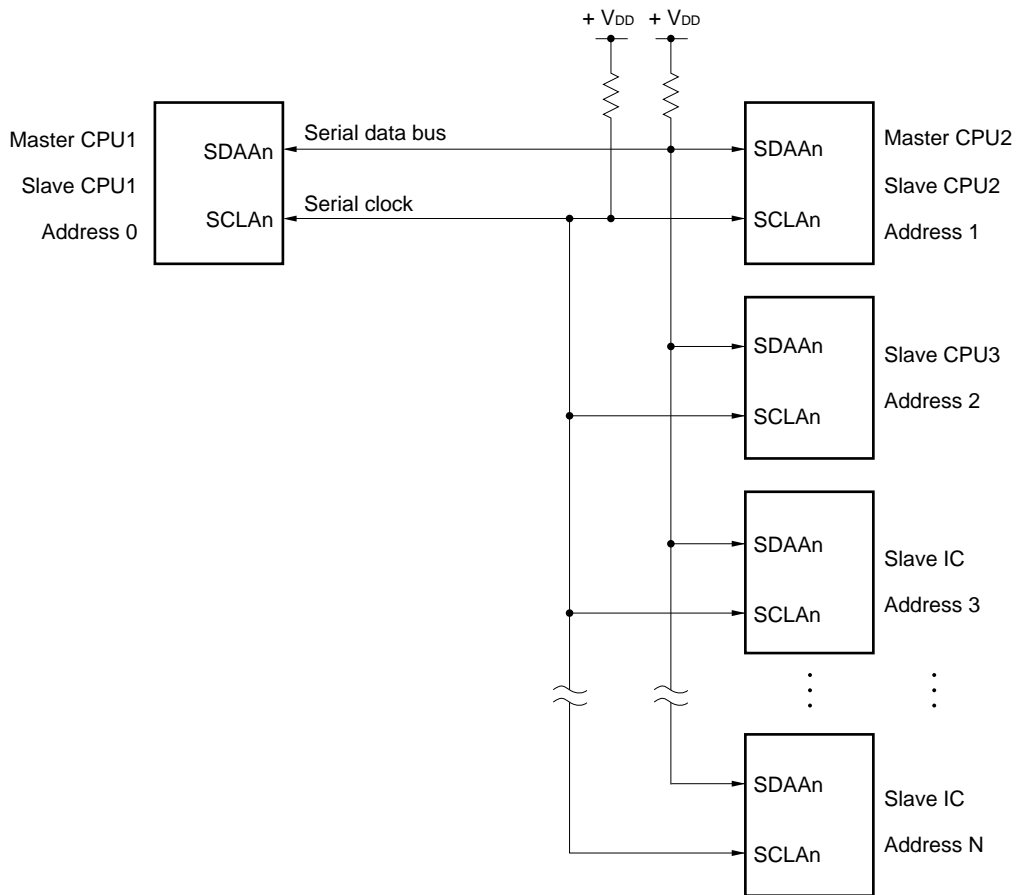 + VDD
+ VDD
Master CPU1
Slave CPU1
Address 0
SDAAn
SCLAn
Serial data bus
Serial clock
SDAAn
SCLAn
Master CPU2
Slave CPU2
Address 1
SDAAn
SCLAn
Slave CPU3
Address 2
SDAAn
SCLAn
Slave IC
Address 3
SDAAn
SCLAn
Slave IC
Address N